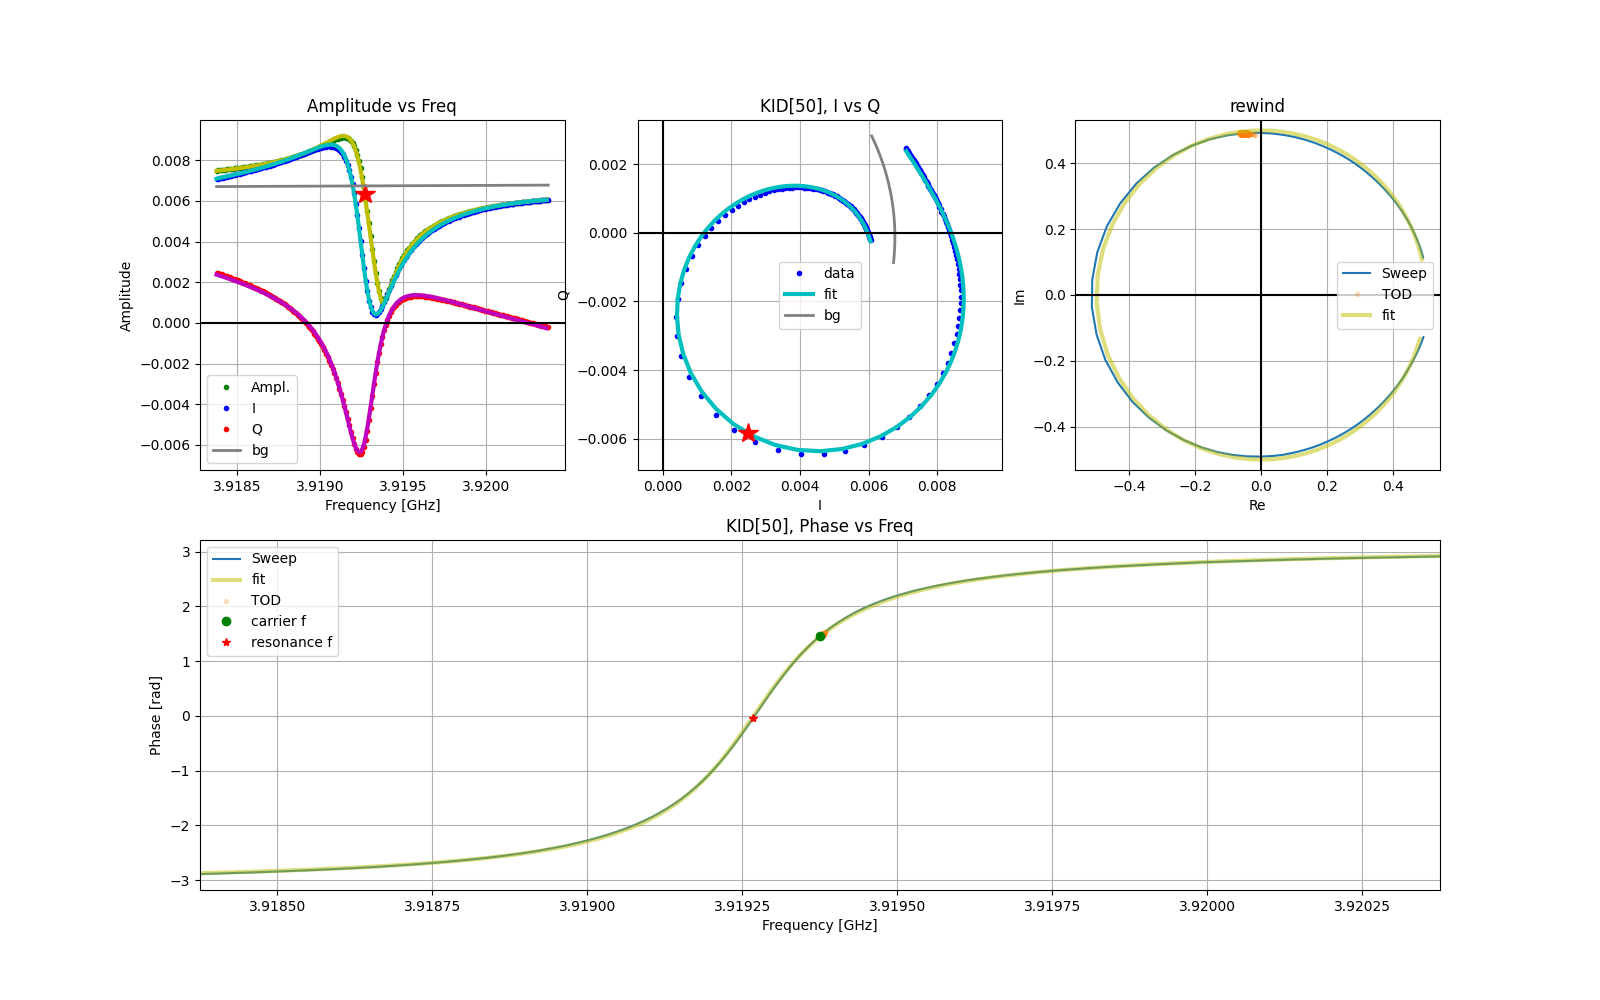 Amplitude vs Freq
Amplitude
0.008
0.006
0.004
0.002
0.000
−0.002
−0.004
−0.006
Ampl.
I
Q
bg
3.9185
3.9190
3.9195
3.9200
Frequency [GHz]
KID[50], I vs Q
Q
0.002
0.000
−0.002
−0.004
−0.006
data
fit
bg
0.000
0.002
0.004
0.006
0.008
I
rewind
Im
0.4
0.2
0.0
−0.2
−0.4
Sweep
TOD
fit
−0.4
−0.2
0.0
0.2
0.4
Re
KID[50], Phase vs Freq
Phase [rad]
3
2
1
0
−1
−2
−3
Sweep
fit
TOD
carrier f
resonance f
3.91850
3.91875
3.91900
3.91925
3.91950
3.91975
3.92000
3.92025
Frequency [GHz]